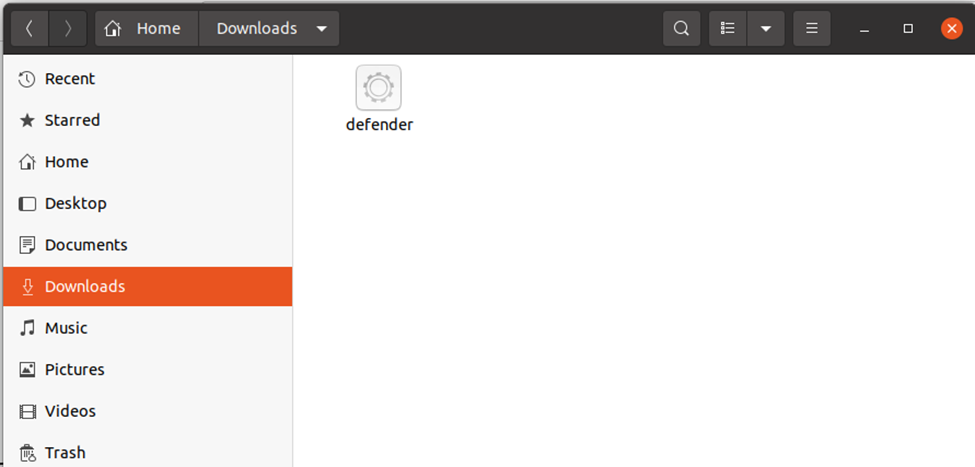 Home
Downloads
defender
Recent
Starred
Home
Desktop
Documents
Downloads
Music
Pictures
Videos
Trash